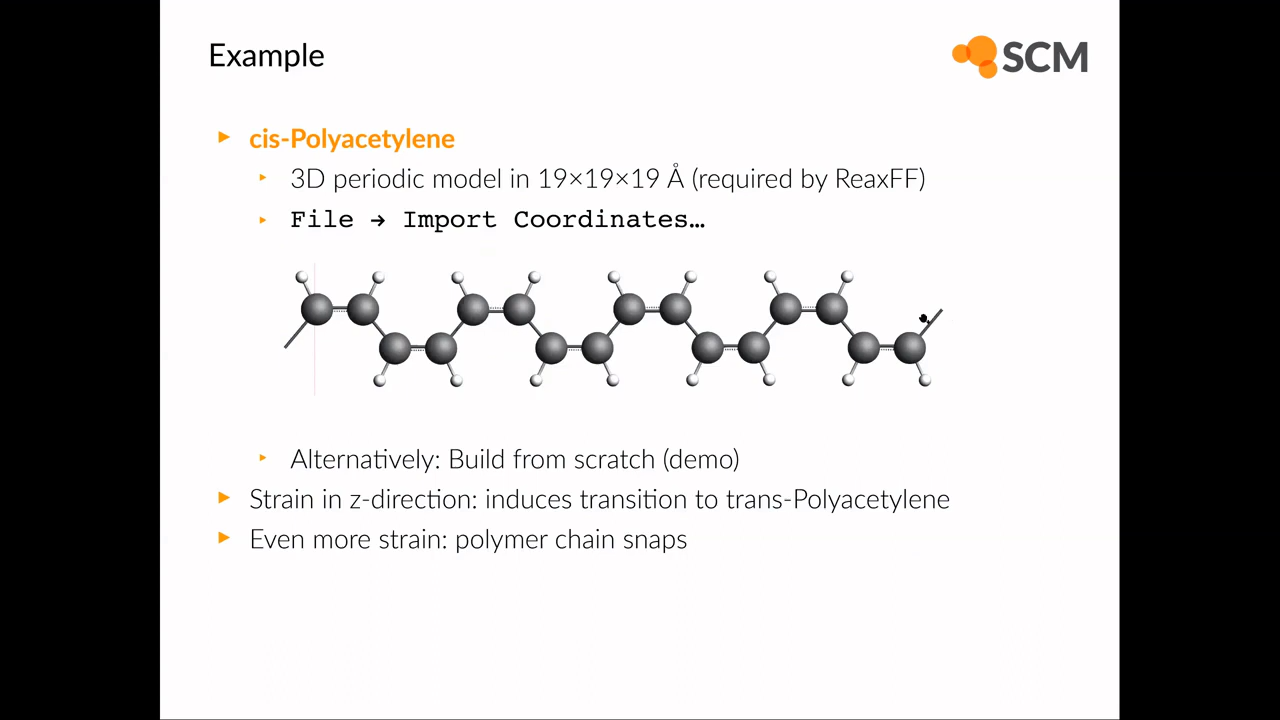 Example
SCM
cis-Polyacetylene
3D periodic model in 19×19×19 Å (required by ReaxFF)
File → Import Coordinates…
Alternatively: Build from scratch (demo)
Strain in z-direction: induces transition to trans-Polyacetylene
Even more strain: polymer chain snaps